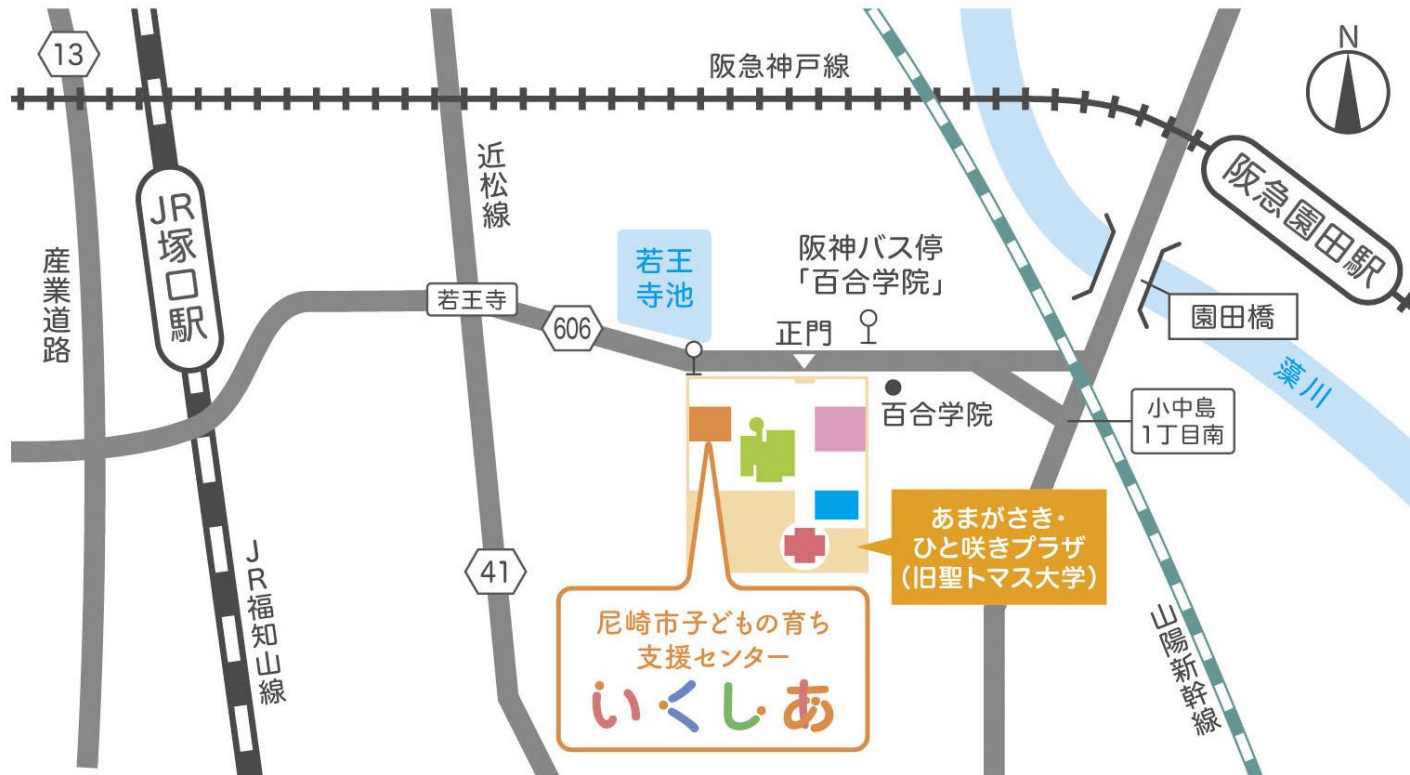 13
N
阪急神戸線
近松線
JR塚口駅
阪急園田駅
産業道路
若王
寺池
阪神バス停
「百合学院」
若王寺
606
正門
園田橋
藻川
百合学院
小中島
1丁目南
あまがさき・
ひと咲きプラザ
(旧聖トマス大学)
41
JR福知山線
尼崎市子どもの育ち
支援センター
いくしあ
山陽新幹線